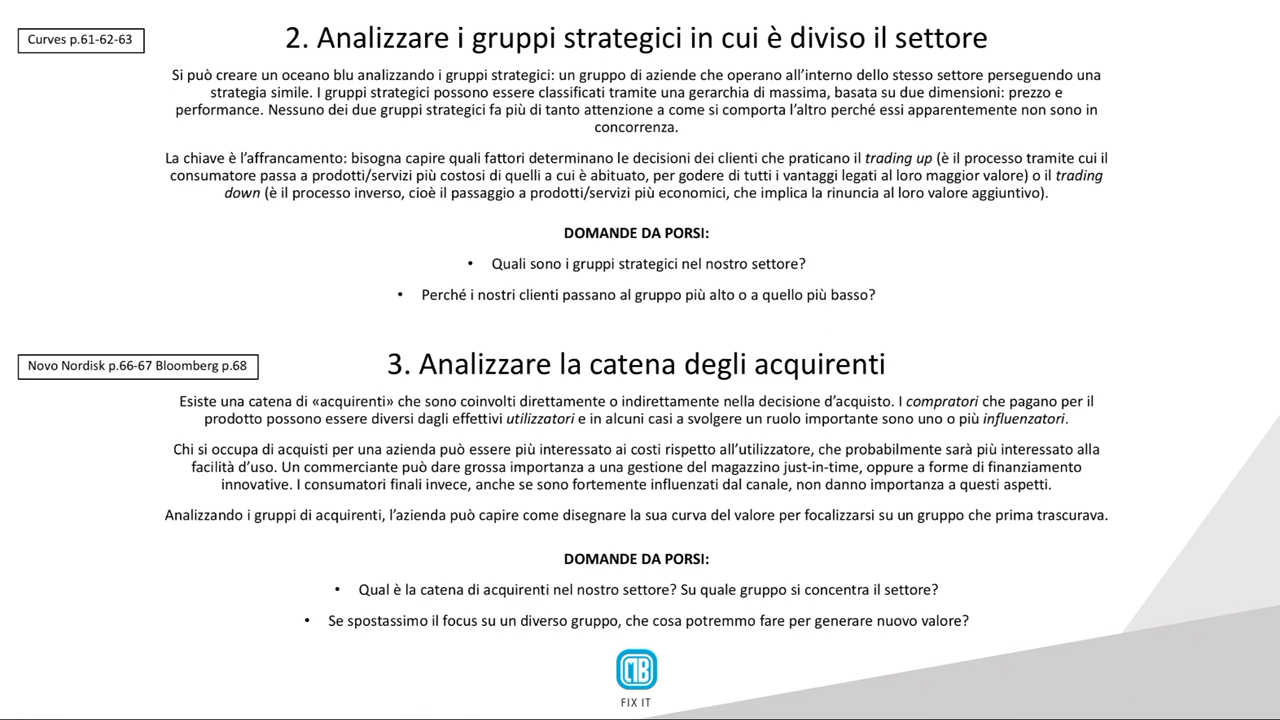 Curves p.61-62-63
2. Analizzare i gruppi strategici in cui è diviso il settore
Si può creare un oceano blu analizzando i gruppi strategici: un gruppo di aziende che operano all’interno dello stesso settore perseguendo una
strategia simile. I gruppi strategici possono essere classificati tramite una gerarchia di massima, basata su due dimensioni: prezzo e
performance. Nessuno dei due gruppi strategici fa più di tanto attenzione a come si comporta l’altro perché essi apparentemente non sono in
concorrenza.
La chiave è l’affrancamento: bisogna capire quali fattori determinano le decisioni dei clienti che praticano il trading up (è il processo tramite cui il
consumatore passa a prodotti/servizi più costosi di quelli a cui è abituato, per godere di tutti i vantaggi legati al loro maggior valore) o il trading
down (è il processo inverso, cioè il passaggio a prodotti/servizi più economici, che implica la rinuncia al loro valore aggiuntivo).
DOMANDE DA PORSI:
• Quali sono i gruppi strategici nel nostro settore?
• Perché i nostri clienti passano al gruppo più alto o a quello più basso?
Novo Nordisk p.66-67 Bloomberg p.68
3. Analizzare la catena degli acquirenti
Esiste una catena di «acquirenti» che sono coinvolti direttamente o indirettamente nella decisione d’acquisto. I compratori che pagano per il
prodotto possono essere diversi dagli effettivi utilizzatori e in alcuni casi a svolgere un ruolo importante sono uno o più influenzatori.
Chi si occupa di acquisti per una azienda può essere più interessato ai costi rispetto all’utilizzatore, che probabilmente sarà più interessato alla
facilità d’uso. Un commerciante può dare grossa importanza a una gestione del magazzino just-in-time, oppure a forme di finanziamento
innovative. I consumatori finali invece, anche se sono fortemente influenzati dal canale, non danno importanza a questi aspetti.
Analizzando i gruppi di acquirenti, l’azienda può capire come disegnare la sua curva del valore per focalizzarsi su un gruppo che prima trascurava.
DOMANDE DA PORSI:
• Qual è la catena di acquirenti nel nostro settore? Su quale gruppo si concentra il settore?
• Se spostassimo il focus su un diverso gruppo, che cosa potremmo fare per generare nuovo valore?
CMB
FIX IT